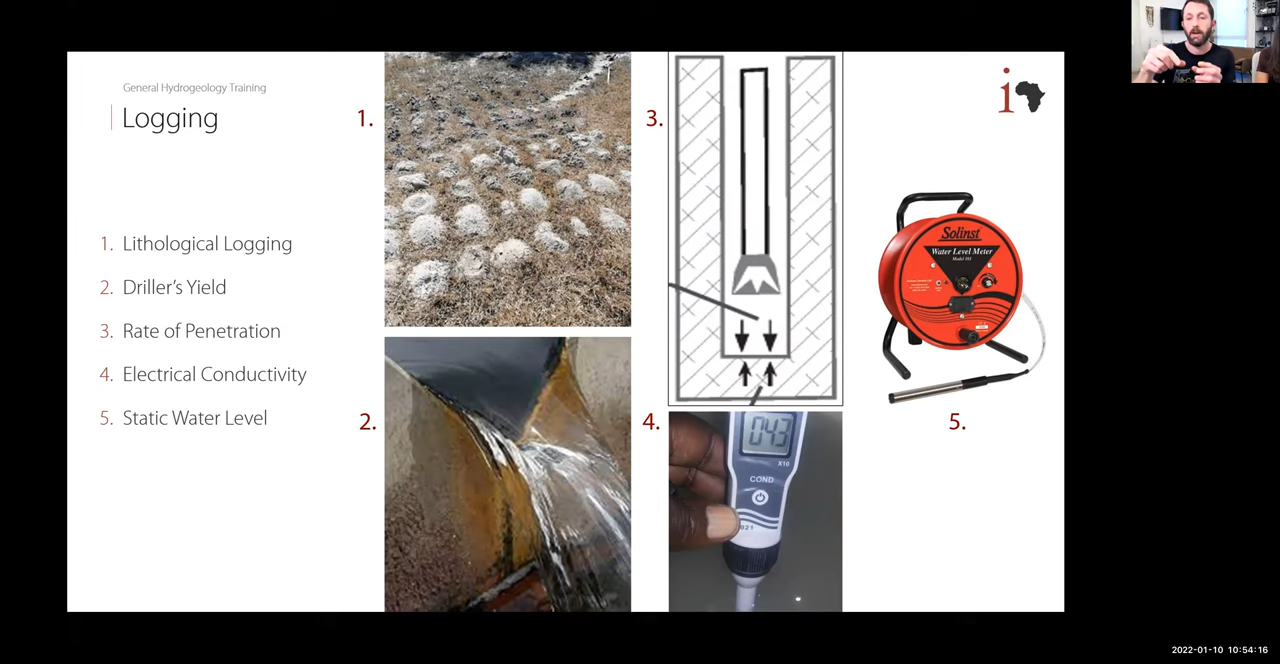 General Hydrogeology Training
Logging
1. Lithological Logging
2. Driller's Yield
3. Rate of Penetration
4. Electrical Conductivity
5. Static Water Level
1.
2.
3.
4.
5.
i
Solinst
Water Level Meter
043
X10
COND
2022-01-10 10:54:16